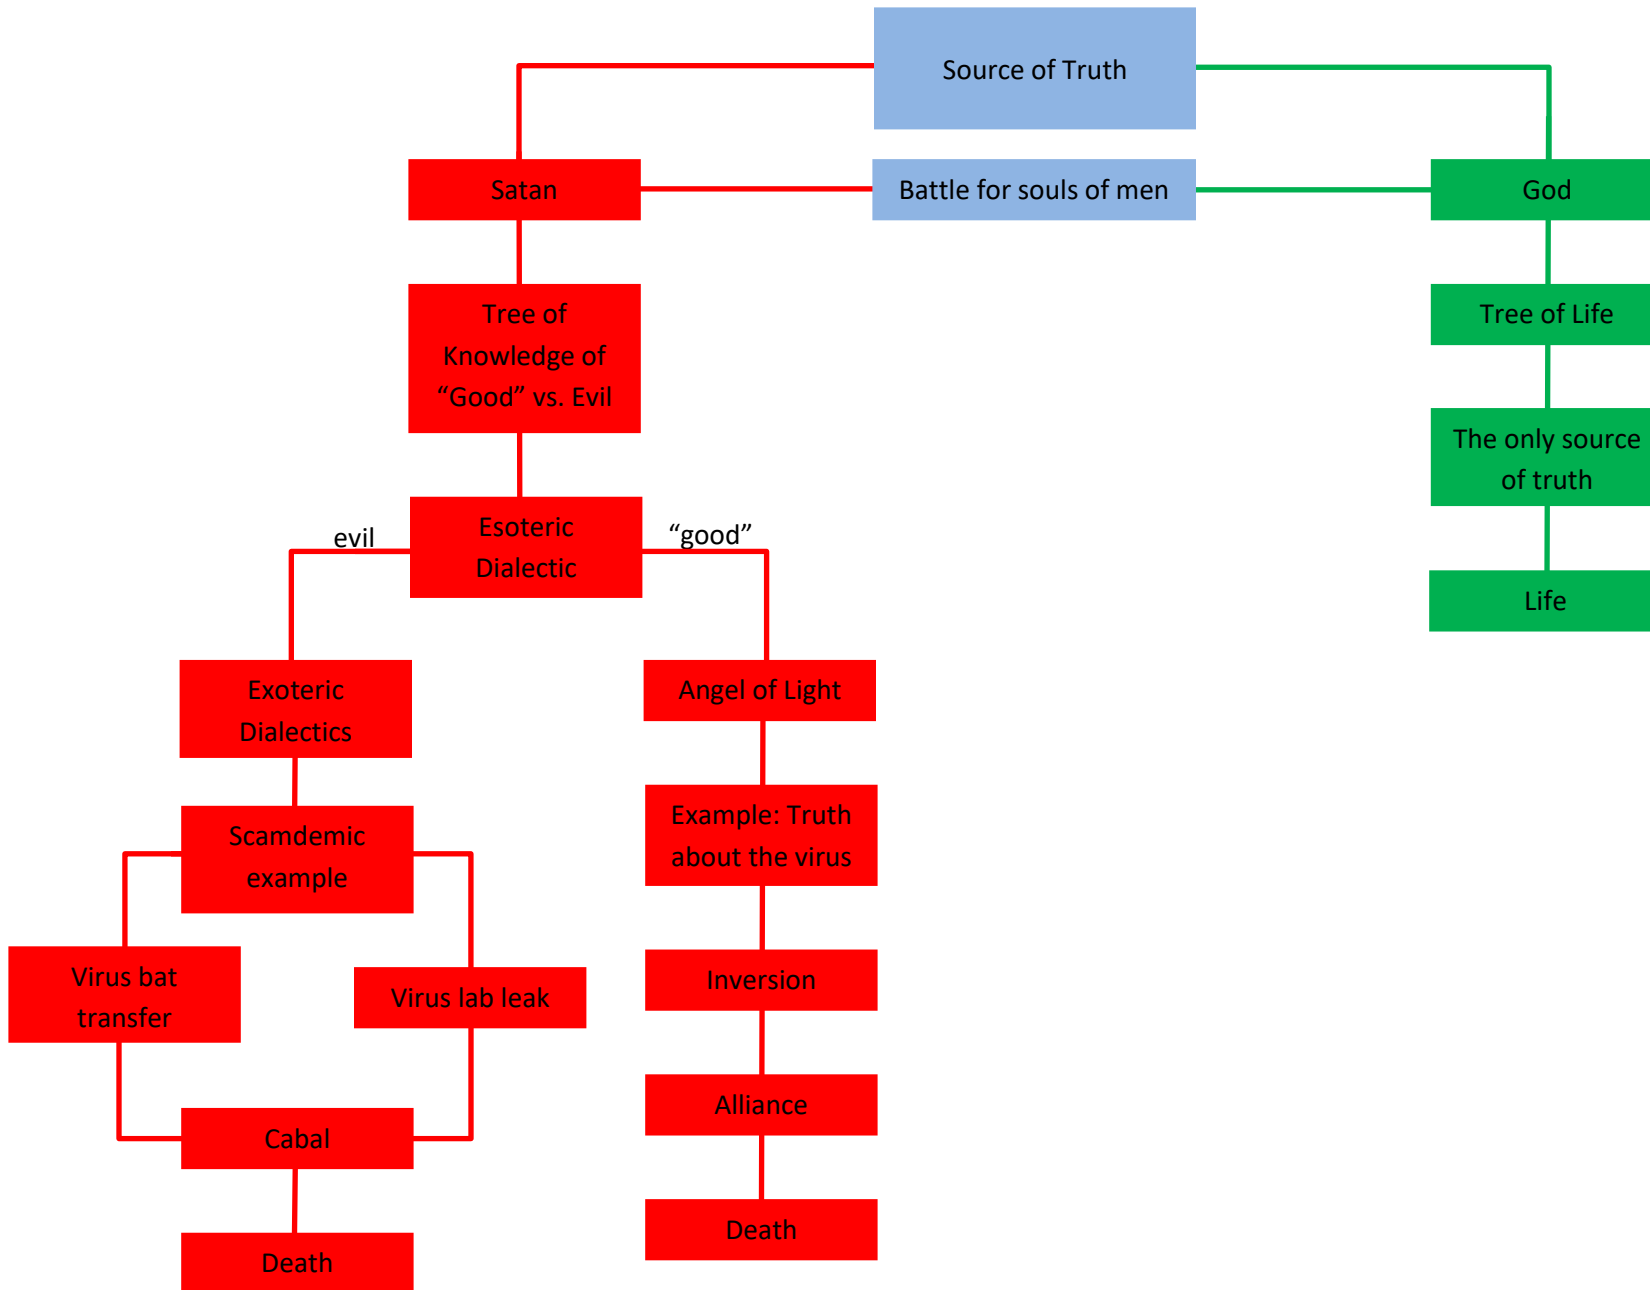 Source of Truth
Satan
Battle for souls of men
God
Tree of
Knowledge of
“Good” vs. Evil
Tree of Life
The only source
of truth
evil
Esoteric
Dialectic
“good”
Life
Exoteric
Dialectics
Angel of Light
Scamdemic
example
Example: Truth
about the virus
Virus bat
transfer
Virus lab leak
Inversion
Alliance
Cabal
Death
Death